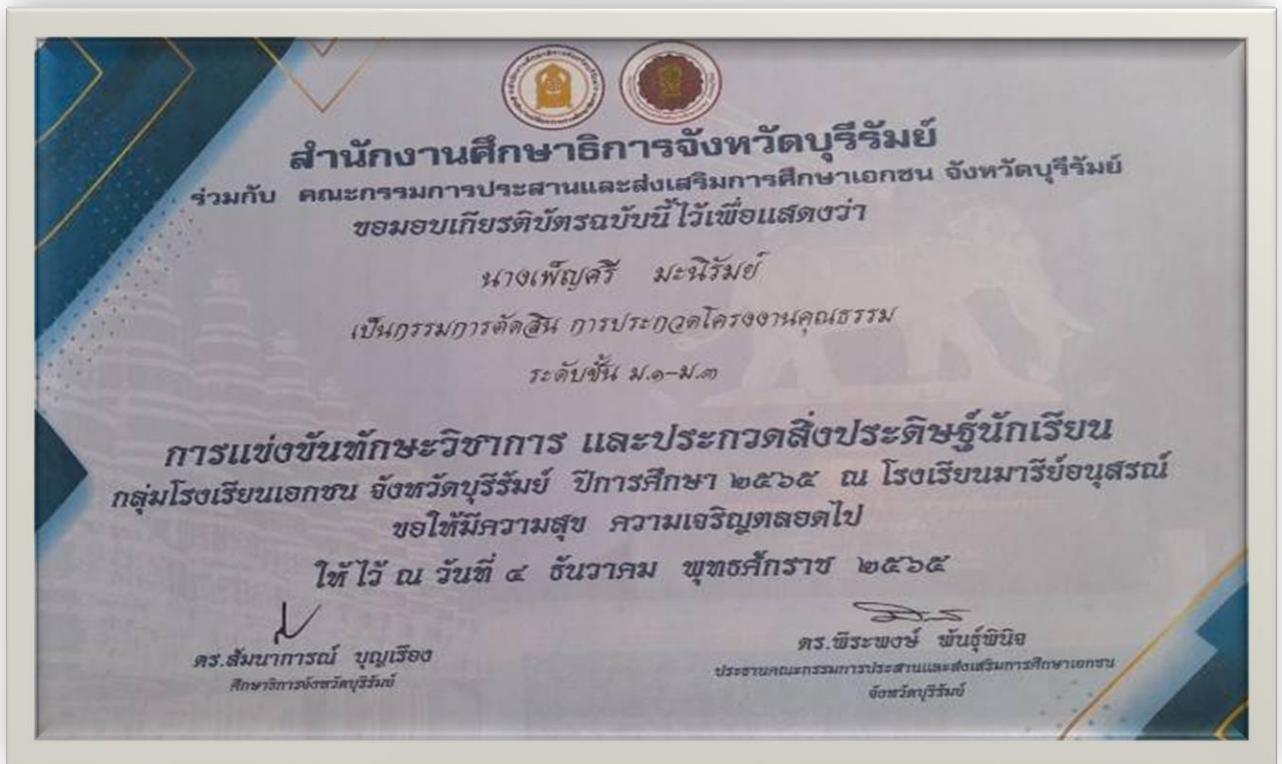 สำนักงานศึกษาธิการจังหวัดบุรีรัมย์
ร่วมกับ คณะกรรมการประสานและส่งเสริมการศึกษาเอกชน จังหวัดบุรีรัมย์
ขอมอบเกียรติบัตรฉบับนี้ไว้เพื่อแสดงว่า
นางเพ็ญศรี มะนิรัมย์
เป็นกรรมการตัดสิน การประกวดโครงงานคุณธรรม
ระดับชั้น ม.๑-ม.๓
การแข่งขันทักษะวิชาการ และประกวดสิ่งประดิษฐ์นักเรียน
กลุ่มโรงเรียนเอกชน จังหวัดบุรีรัมย์ ปีการศึกษา ๒๕๖๕ ณ โรงเรียนมารีย์อนุสรณ์
ขอให้มีความสุข ความเจริญตลอดไป
ให้ไว้ ณ วันที่ ๔ ธันวาคม พุทธศักราช ๒๕๖๕
ดร.สัมนาการณ์ บุญเรือง
ศึกษาธิการจังหวัดบุรีรัมย์
ดร.พีระพงษ์ พันธุ์พินิจ
ประธานคณะกรรมการประสานและส่งเสริมการศึกษาเอกชน
จังหวัดบุรีรัมย์